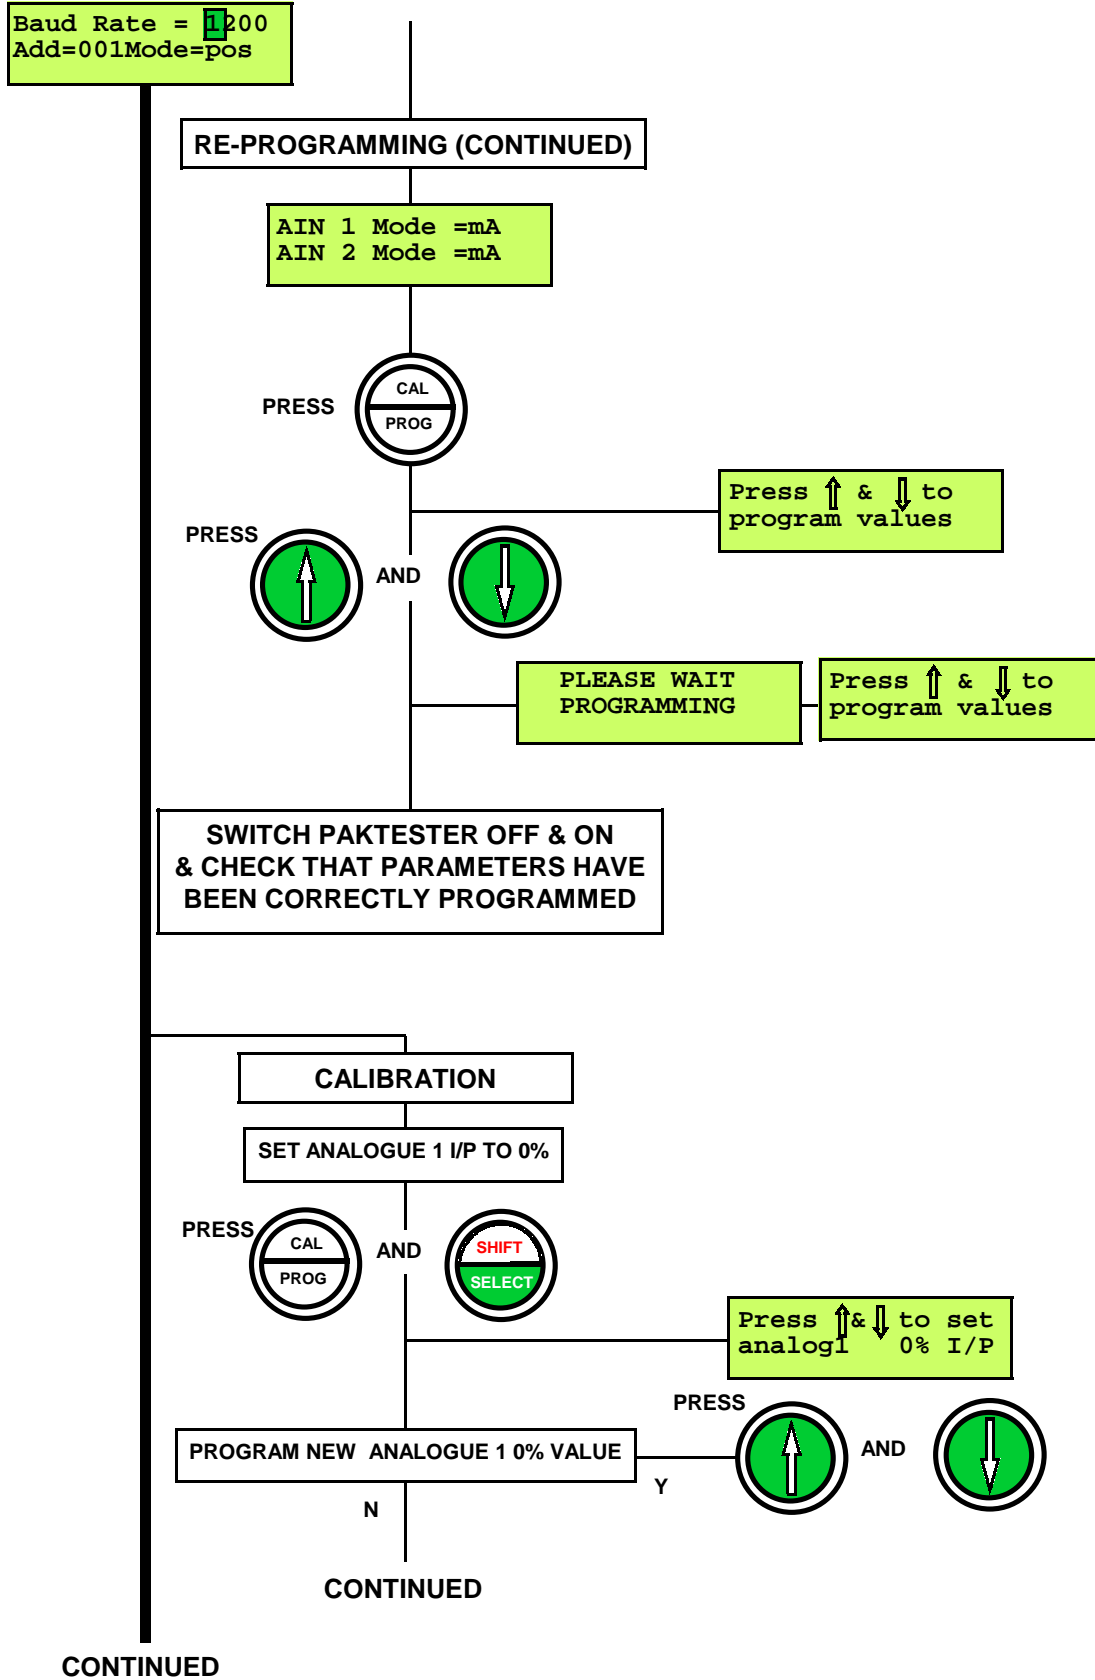 Baud Rate = 1200
Add=001Mode=pos
RE-PROGRAMMING (CONTINUED)
AIN 1 Mode =mA
AIN 2 Mode =mA
PRESS
CAL
PROG
Press ⇑ & ⇓ to
program values
PRESS
AND
PLEASE WAIT
PROGRAMMING
Press ⇑ & ⇓ to
program values
SWITCH PAKTESTER OFF & ON
& CHECK THAT PARAMETERS HAVE
BEEN CORRECTLY PROGRAMMED
CALIBRATION
SET ANALOGUE 1 I/P TO 0%
PRESS
CAL
PROG
AND
SHIFT
SELECT
Press ⇑& ⇓ to set
analog1 0% I/P
PRESS
AND
PROGRAM NEW ANALOGUE 1 0% VALUE
Y
N
CONTINUED
CONTINUED